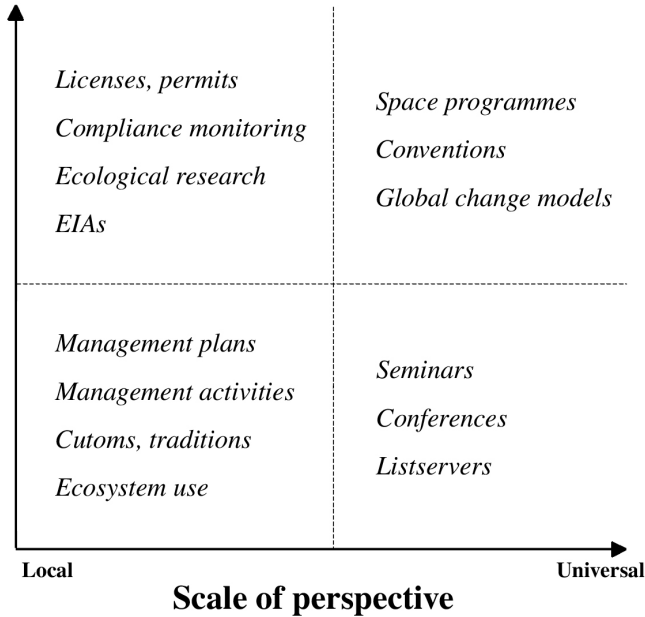 Licenses, permits
Compliance monitoring
Ecological research
EIAs
Space programmes
Conventions
Global change models
Management plans
Management activities
Cutoms, traditions
Ecosystem use
Seminars
Conferences
Listservers
Local
Universal
Scale of perspective